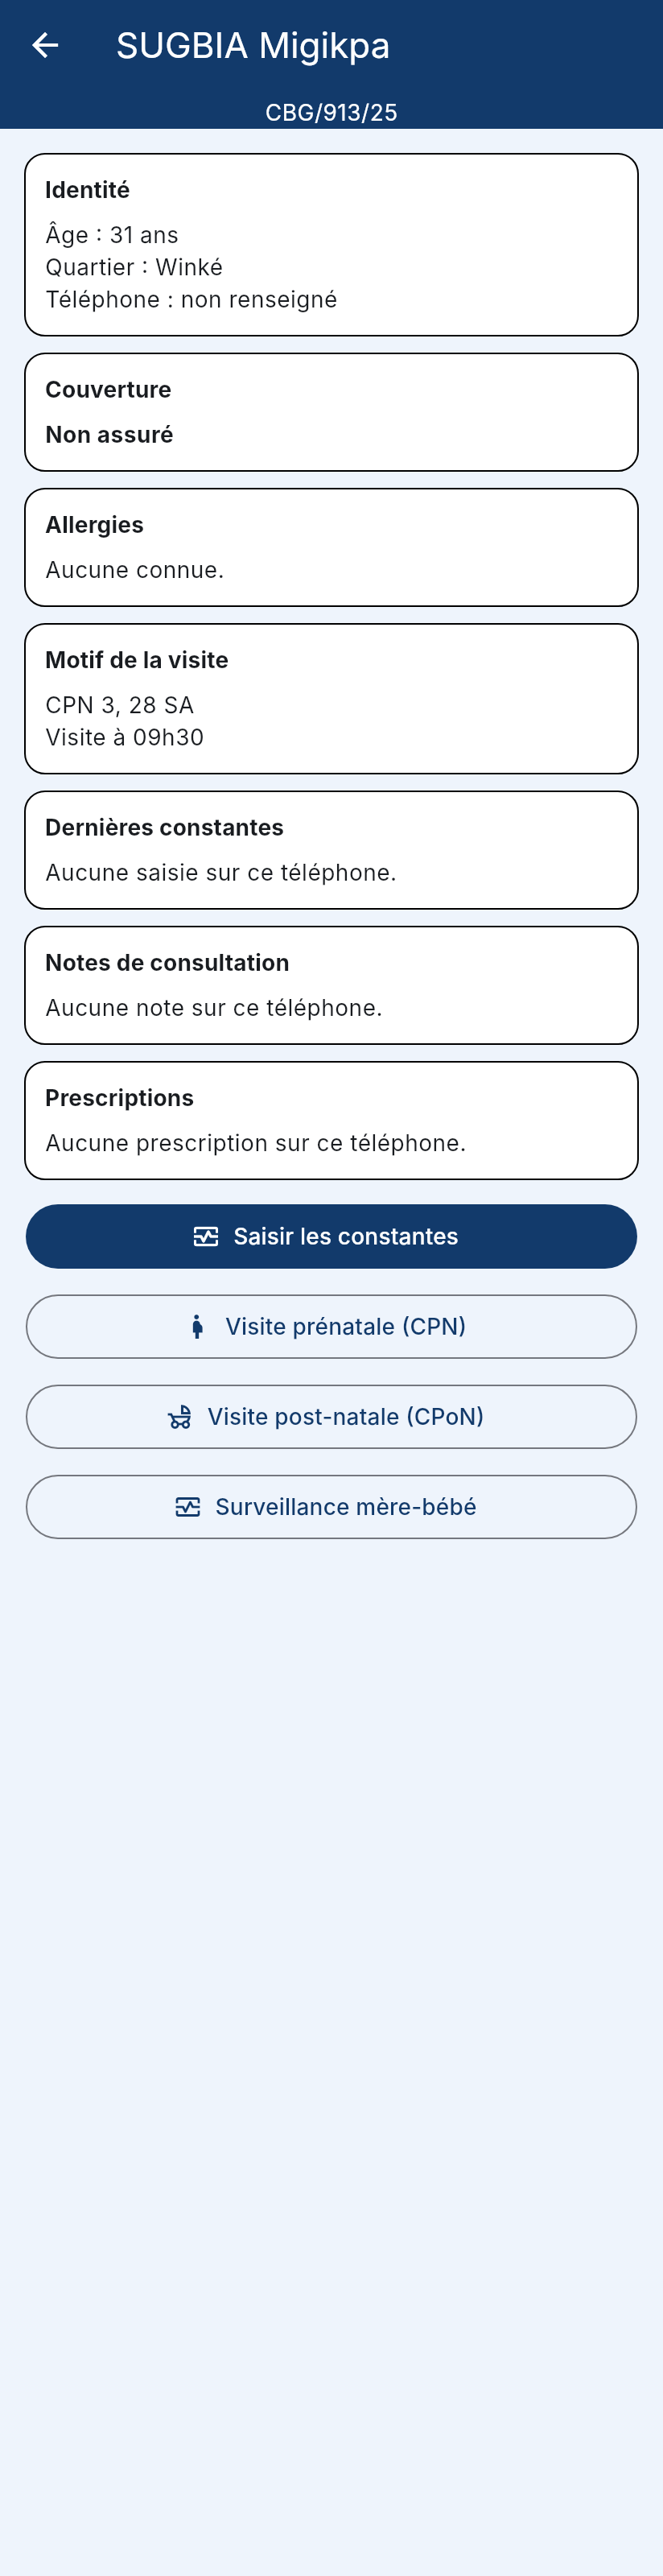 SUGBIA Migikpa
CBG/913/25
Identité
Âge : 31 ans
Quartier : Winké
Téléphone : non renseigné
Couverture
Non assuré
Allergies
Aucune connue.
Motif de la visite
CPN 3, 28 SA
Visite à 09h30
Dernières constantes
Aucune saisie sur ce téléphone.
Notes de consultation
Aucune note sur ce téléphone.
Prescriptions
Aucune prescription sur ce téléphone.
Saisir les constantes
Visite prénatale (CPN)
Visite post-natale (CPoN)
Surveillance mère-bébé